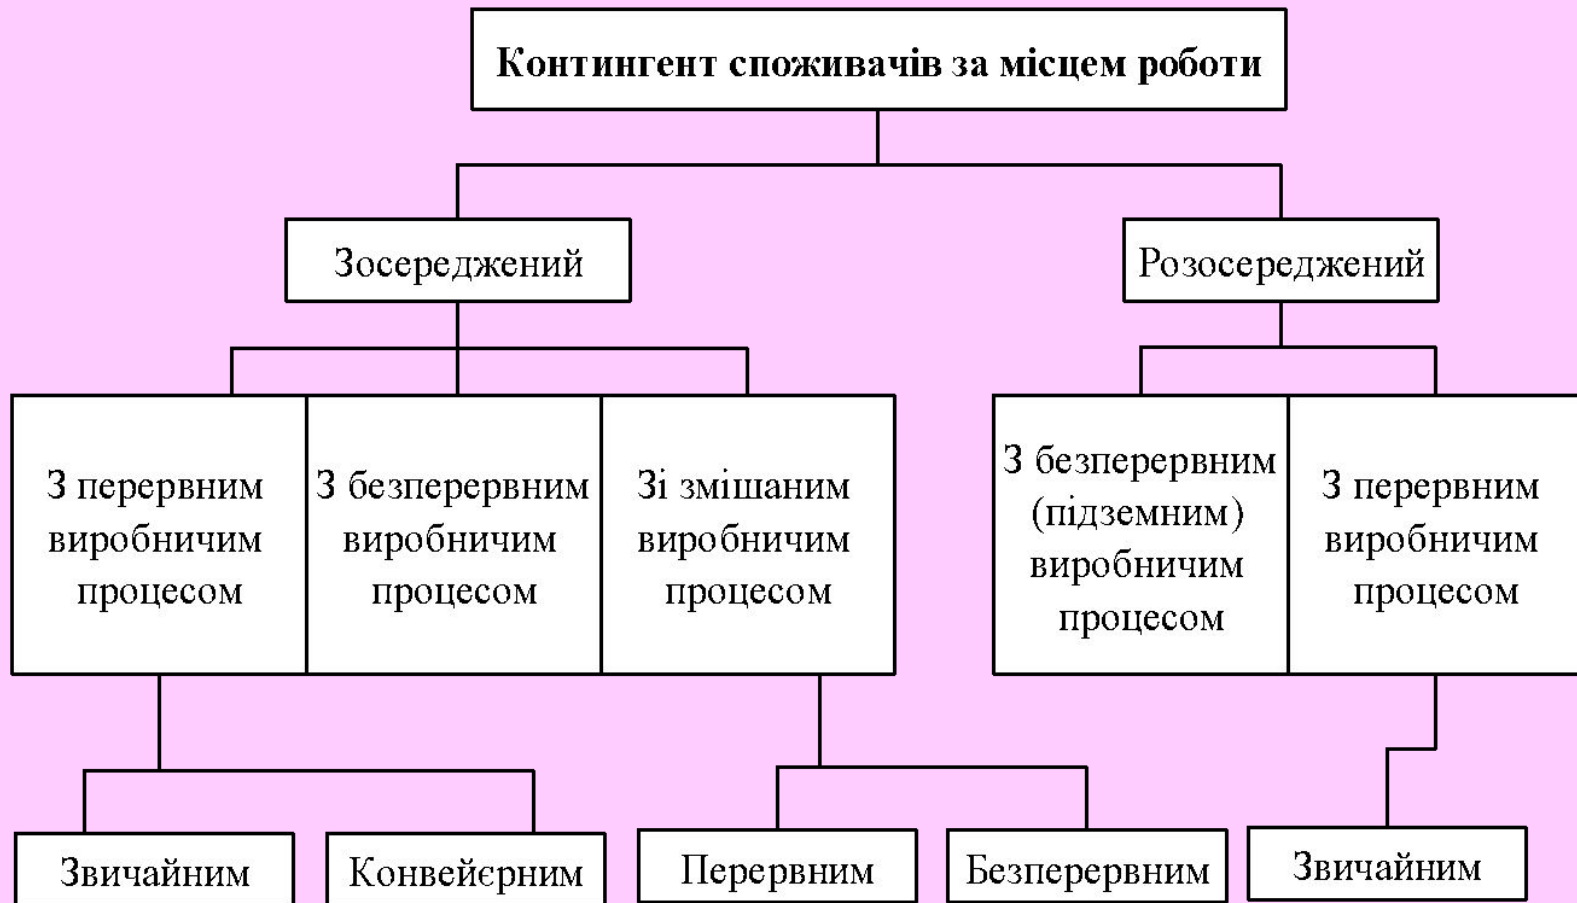 Контингент споживачів за місцем роботи
Зосереджений
Розосереджений
З перервним
виробничим
процесом
З безперервним
виробничим
процесом
Зі змішаним
виробничим
процесом
З безперервним
(підземним)
виробничим
процесом
З перервним
виробничим
процесом
Звичайним
Конвейєрним
Перервним
Безперервним
Звичайним